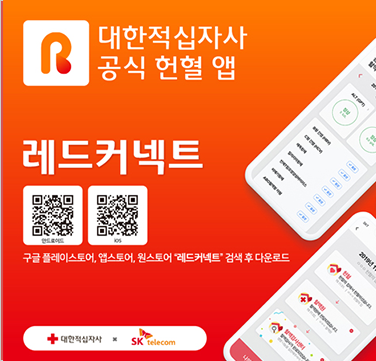 대한적십자사
공식 헌혈 앱
레드커넥트
안드로이드
iOS
구글 플레이스토어, 앱스토어, 원스토어 "레드커넥트" 검색 후 다운로드
대한적십자사 × SK telecom
ALT (GPT)